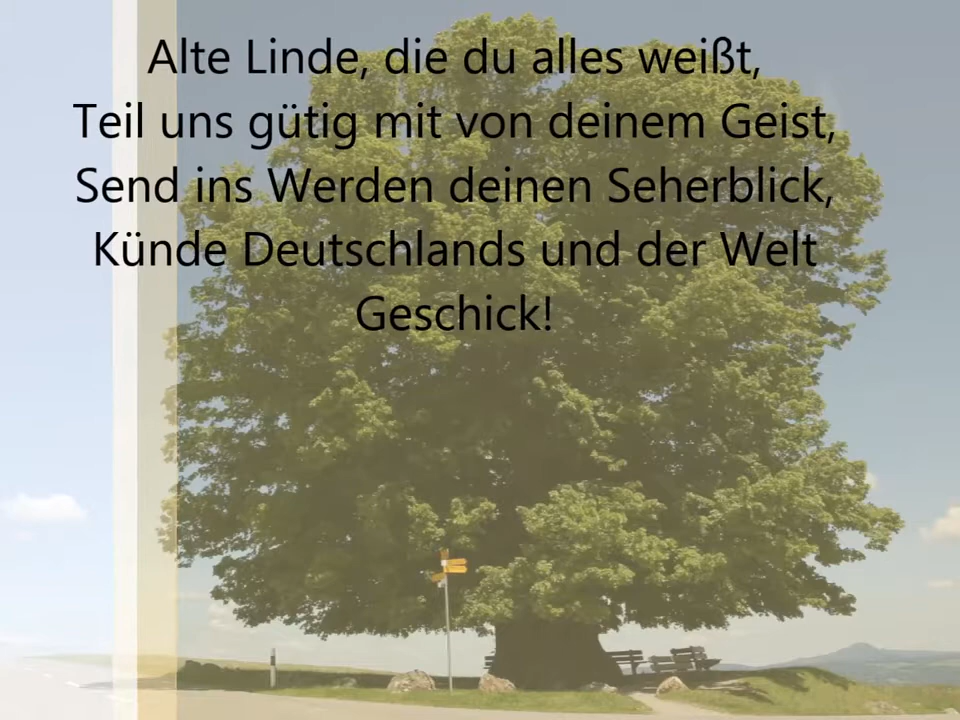 Alte Linde, die du alles weißt,
Teil uns gütig mit von deinem Geist,
Send ins Werden deinen Seherblick,
Künde Deutschlands und der Welt
Geschick!